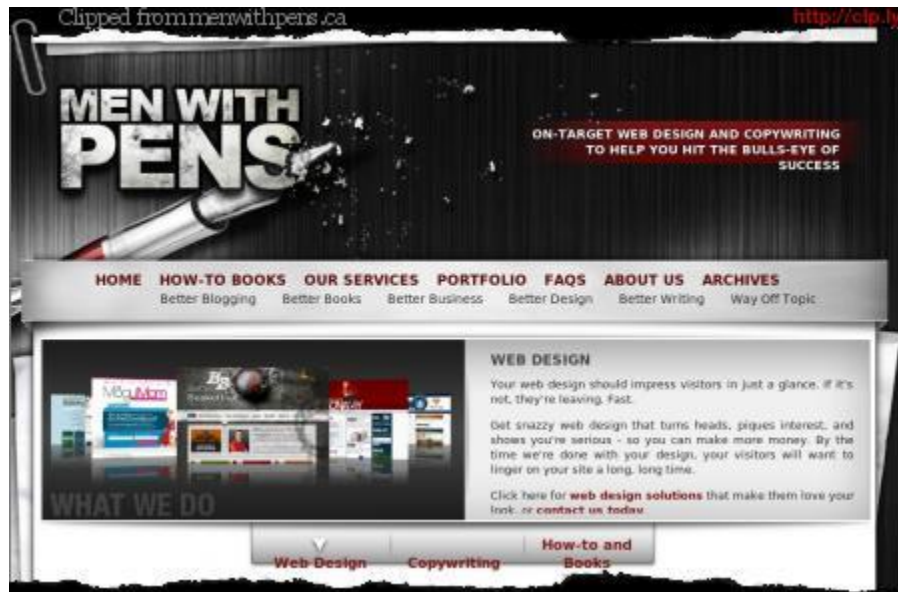 Clipped from menwithpens.ca
http://clp.ly
MEN WITH
PENS
ON-TARGET WEB DESIGN AND COPYWRITING
TO HELP YOU HIT THE BULLS-EYE OF
SUCCESS
HOME HOW-TO BOOKS OUR SERVICES PORTFOLIO FAQS ABOUT US ARCHIVES
Better Blogging Better Books Better Business Better Design Better Writing Way Off Topic
MogulMom
WEB DESIGN
Your web design should impress visitors in just a glance. If it's
not, they're leaving. Fast.
Get snazzy web design that turns heads, piques interest, and
shows you're serious - so you can make more money. By the
time we're done with your design, your visitors will want to
linger on your site a long, long time.
Click here for web design solutions that make them love your
look, or contact us today.
WHAT WE DO
Web Design Copywriting How-to and
Books